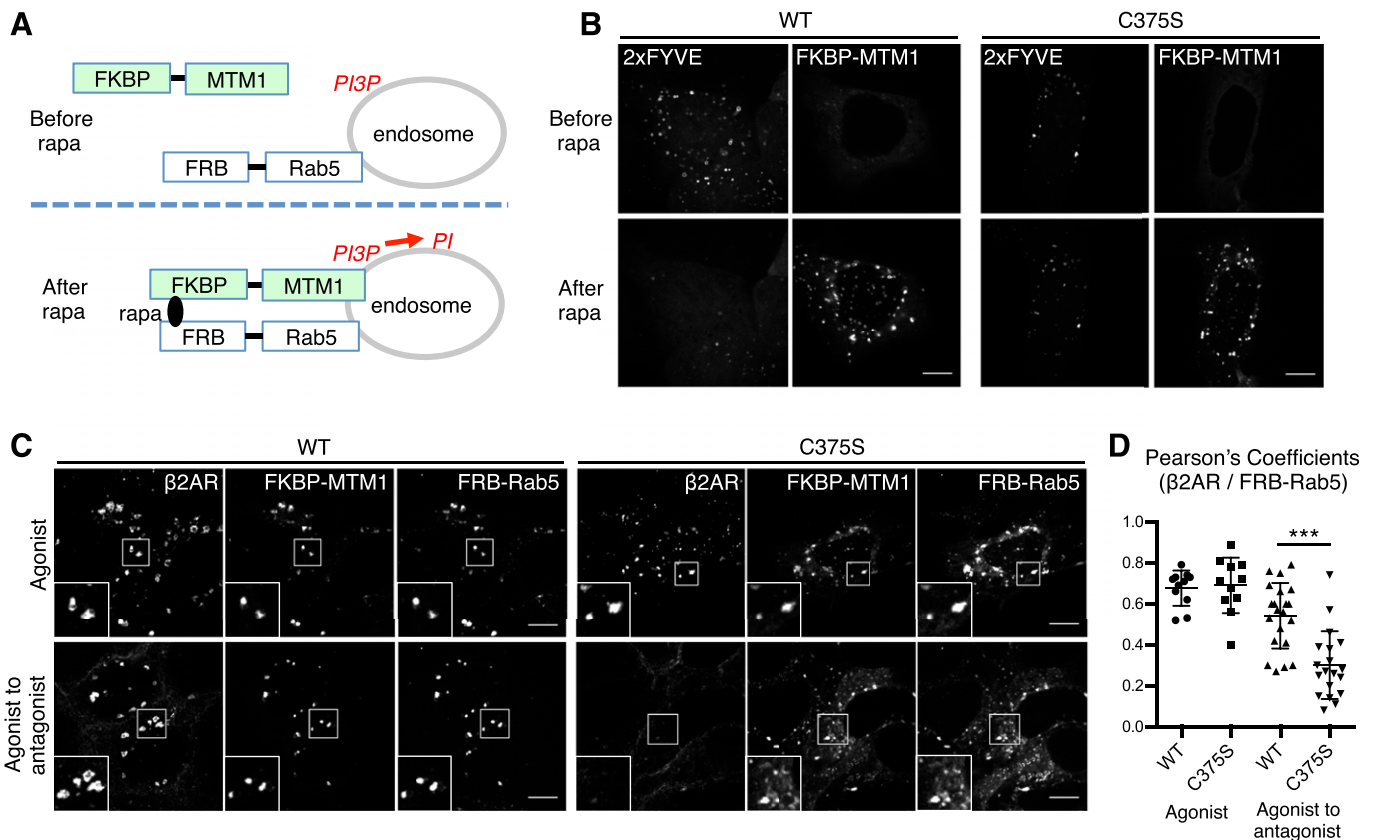 A
FKBP
MTM1
PI3P
Before
rapa
endosome
FRB
Rab5
PI3P
PI
After
rapa
FKBP
MTM1
rapa
endosome
FRB
Rab5
B
WT
C375S
2xFYVE
FKBP-MTM1
2xFYVE
FKBP-MTM1
Before
rapa
After
rapa
C
WT
C375S
β2AR
FKBP-MTM1
FRB-Rab5
β2AR
FKBP-MTM1
FRB-Rab5
Agonist
Agonist to
antagonist
D
Pearson's Coefficients
(β2AR / FRB-Rab5)
1.0
0.8
0.6
0.4
0.2
0.0
***
WT
C375S
WT
C375S
Agonist
Agonist to
antagonist